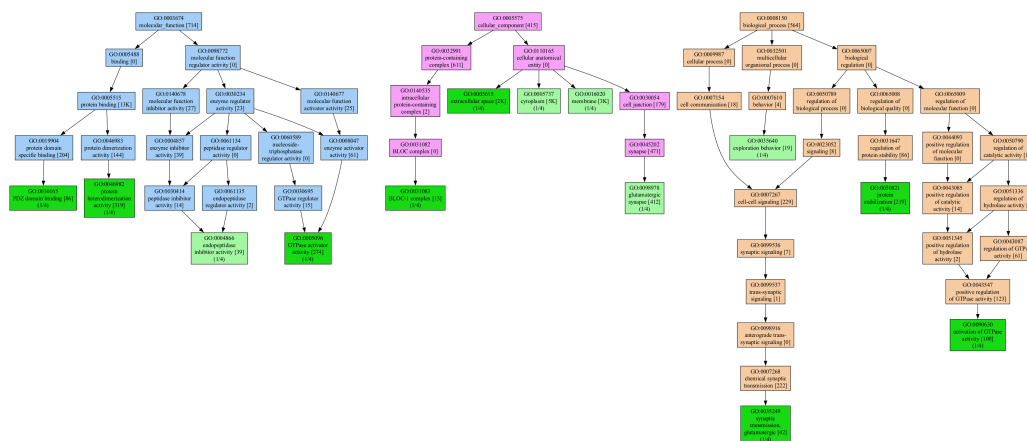 GO:0003674
molecular_function [714]
GO:0005488
binding [0]
GO:0098772
molecular function
regulator activity [0]
GO:0005515
protein binding [13K]
GO:0140678
molecular function
inhibitor activity [27]
GO:0030234
enzyme regulator
activity [23]
GO:0140677
molecular function
activator activity [25]
GO:0019904
protein domain
specific binding [204]
GO:0046983
protein dimerization
activity [144]
GO:0004857
enzyme inhibitor
activity [39]
GO:0061134
peptidase regulator
activity [0]
GO:0060589
nucleoside-
triphosphatase
regulator activity [0]
GO:0008047
enzyme activator
activity [61]
GO:0030165
PDZ domain binding [86]
(1/4)
GO:0046982
protein
heterodimerization
activity [319]
(1/4)
GO:0030414
peptidase inhibitor
activity [14]
GO:0061135
endopeptidase
regulator activity [2]
GO:0030695
GTPase regulator
activity [15]
GO:0004866
endopeptidase
inhibitor activity [39]
(1/4)
GO:0005096
GTPase activator
activity [274]
(1/4)
GO:0005575
cellular_component [415]
GO:0032991
protein-containing
complex [611]
GO:0110165
cellular anatomical
entity [0]
GO:0140535
intracellular
protein-containing
complex [2]
GO:0005615
extracellular space [2K]
(1/4)
GO:0005737
cytoplasm [5K]
(1/4)
GO:0016020
membrane [3K]
(1/4)
GO:0030054
cell junction [179]
GO:0031082
BLOC complex [0]
GO:0045202
synapse [471]
GO:0031083
BLOC-1 complex [15]
(1/4)
GO:0098978
glutamatergic
synapse [412]
(1/4)
GO:0008150
biological_process [564]
GO:0009987
cellular process [0]
GO:0032501
multicellular
organismal process [0]
GO:0065007
biological
regulation [0]
GO:0007154
cell communication [18]
GO:0007610
behavior [4]
GO:0050789
regulation of
biological process [0]
GO:0065008
regulation of
biological quality [0]
GO:0065009
regulation of
molecular function [0]
GO:0035640
exploration behavior [19]
(1/4)
GO:0023052
signaling [8]
GO:0031647
regulation of
protein stability [86]
GO:0044093
positive regulation
of molecular
function [0]
GO:0050790
regulation of
catalytic activity
GO:0007267
cell-cell signaling [229]
GO:0050821
protein
stabilization [219]
(1/4)
GO:0043085
positive regulation
of catalytic
activity [14]
GO:0051336
regulation of
hydrolase activity
GO:0099536
synaptic signaling [7]
GO:0051345
positive regulation
of hydrolase
activity [2]
GO:0043087
regulation of GTPase
activity [61]
GO:0099537
trans-synaptic
signaling [1]
GO:0043547
positive regulation
of GTPase activity [123]
GO:0098916
anterograde trans-
synaptic signaling [0]
GO:0090630
activation of GTPase
activity [108]
(1/4)
GO:0007268
chemical synaptic
transmission [222]
GO:0035249
synaptic
transmission,
glutamatergic [42]
(1/4)